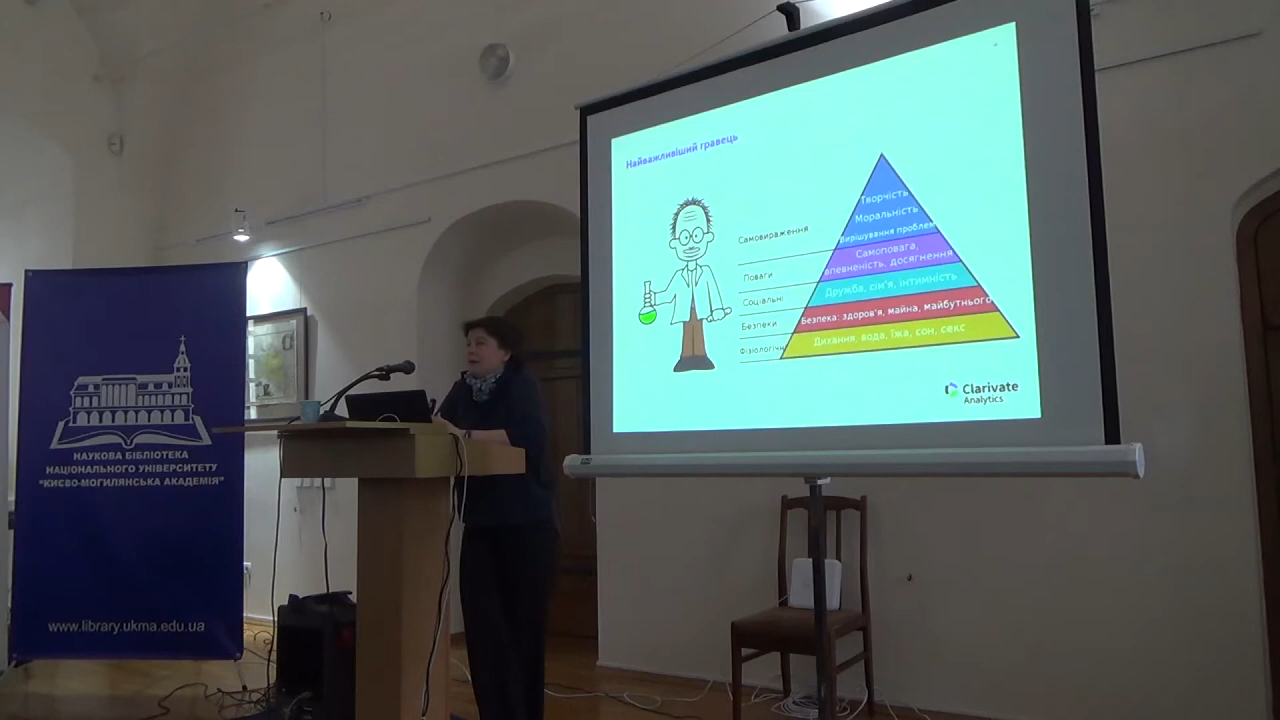 НАУКОВА БІБЛІОТЕКА
НАЦІОНАЛЬНОГО УНІВЕРСИТЕТУ
"КИЄВО-МОГИЛЯНСЬКА АКАДЕМІЯ"
www.library.ukma.edu.ua
Найважливіший гравець
Самовираження
Поваги
Соціальні
Безпеки
Фізіологічн
Творчість
Моральність
Вирішування проблем
Самоповага,
впевненість, досягнення
Дружба, сім'я, інтимність
Безпека: здоров'я, майна, майбутнього
Дихання, вода, їжа, сон, секс
Clarivate
Analytics